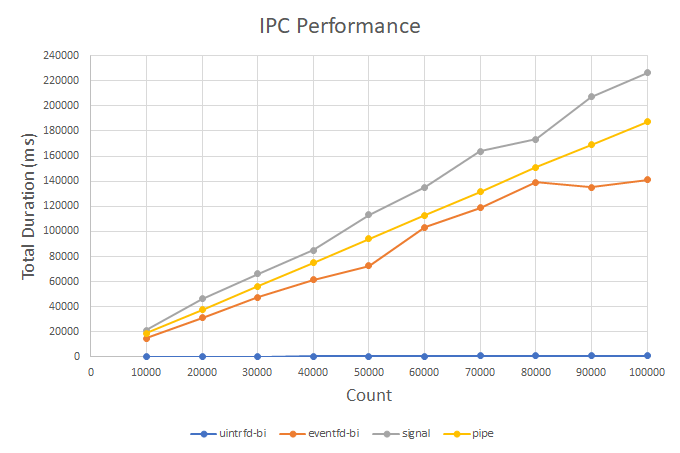 IPC Performance
240000
220000
200000
180000
160000
140000
120000
100000
80000
60000
40000
20000
0
Total Duration (ms)
0 10000 20000 30000 40000 50000 60000 70000 80000 90000 100000
Count
uintrfd-bi eventfd-bi signal pipe